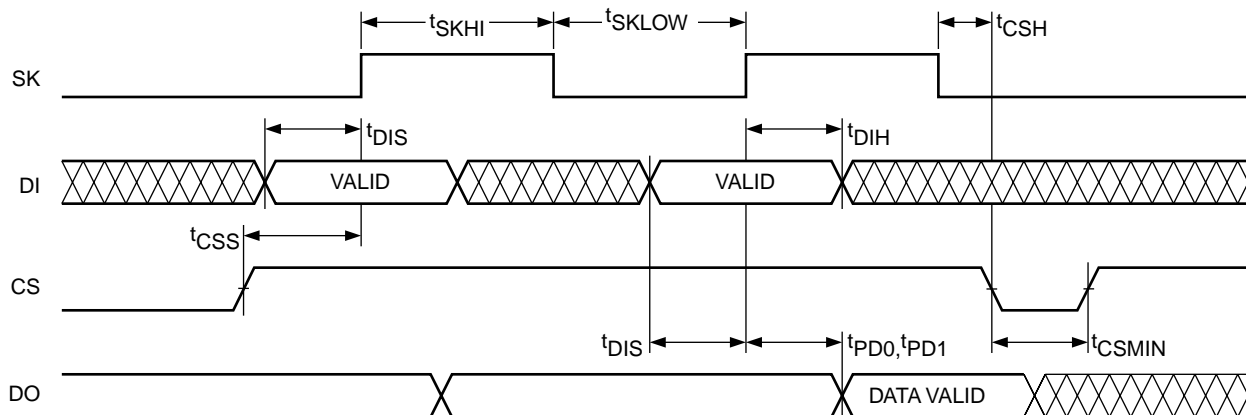 tSKHI
tSKLOW
tCSH
SK
tDIS
tDIH
DI
VALID
VALID
tCSS
CS
tDIS
tPD0,tPD1
tCSMIN
DO
DATA VALID